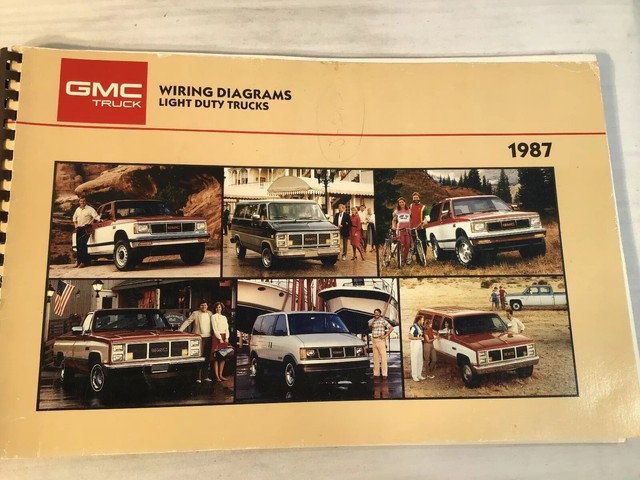 GMC
TRUCK
WIRING DIAGRAMS
LIGHT DUTY TRUCKS
1987